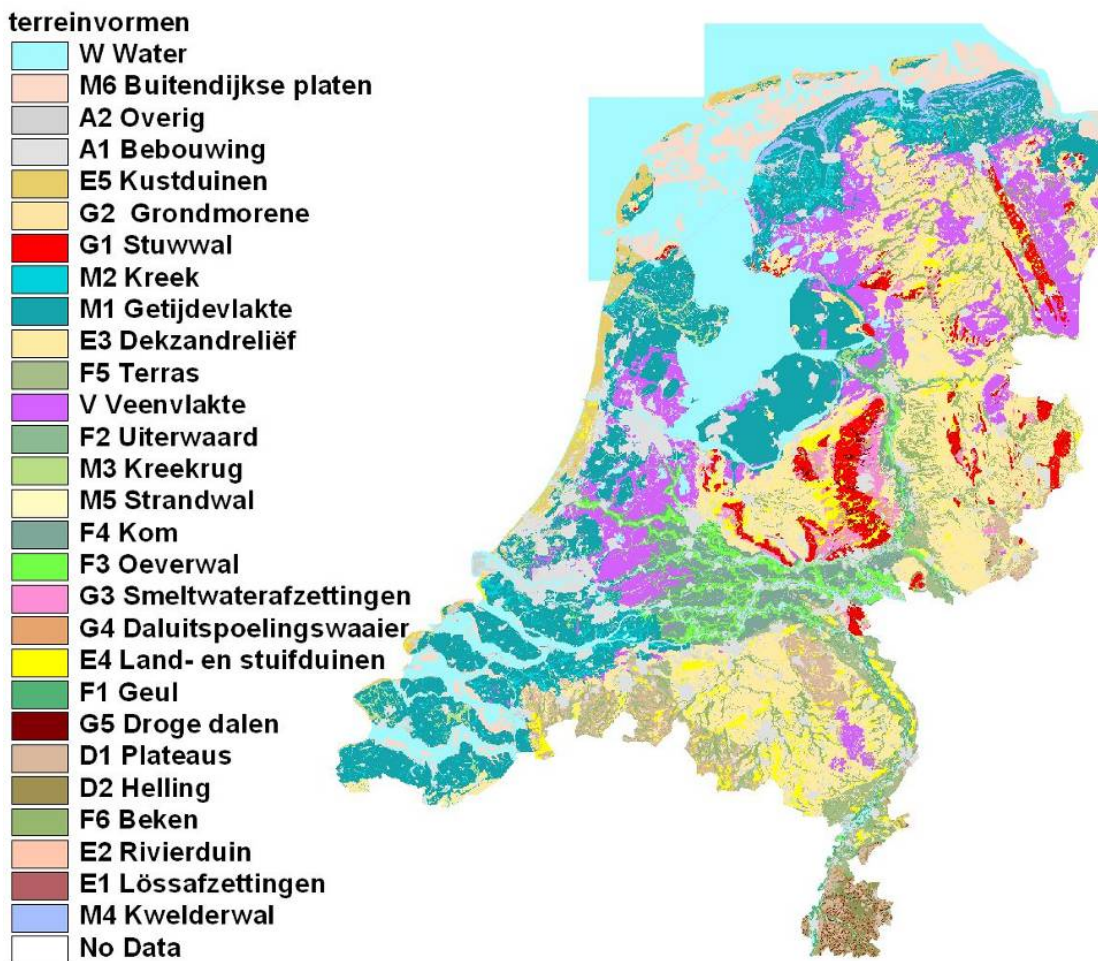 terreinvormen
W Water
M6 Buitendijkse platen
A2 Overig
A1 Bebouwing
E5 Kustduinen
G2 Grondmorene
G1 Stuwwal
M2 Kreek
M1 Getijdevlakte
E3 Dekzandreliëf
F5 Terras
V Veenvlakte
F2 Uiterwaard
M3 Kreekrug
M5 Strandwal
F4 Kom
F3 Oeverwal
G3 Smeltwaterafzettingen
G4 Daluitspoelingswaaier
E4 Land- en stuifduinen
F1 Geul
G5 Droge dalen
D1 Plateaus
D2 Helling
F6 Beken
E2 Rivierduin
E1 Lössafzettingen
M4 Kwelderwal
No Data